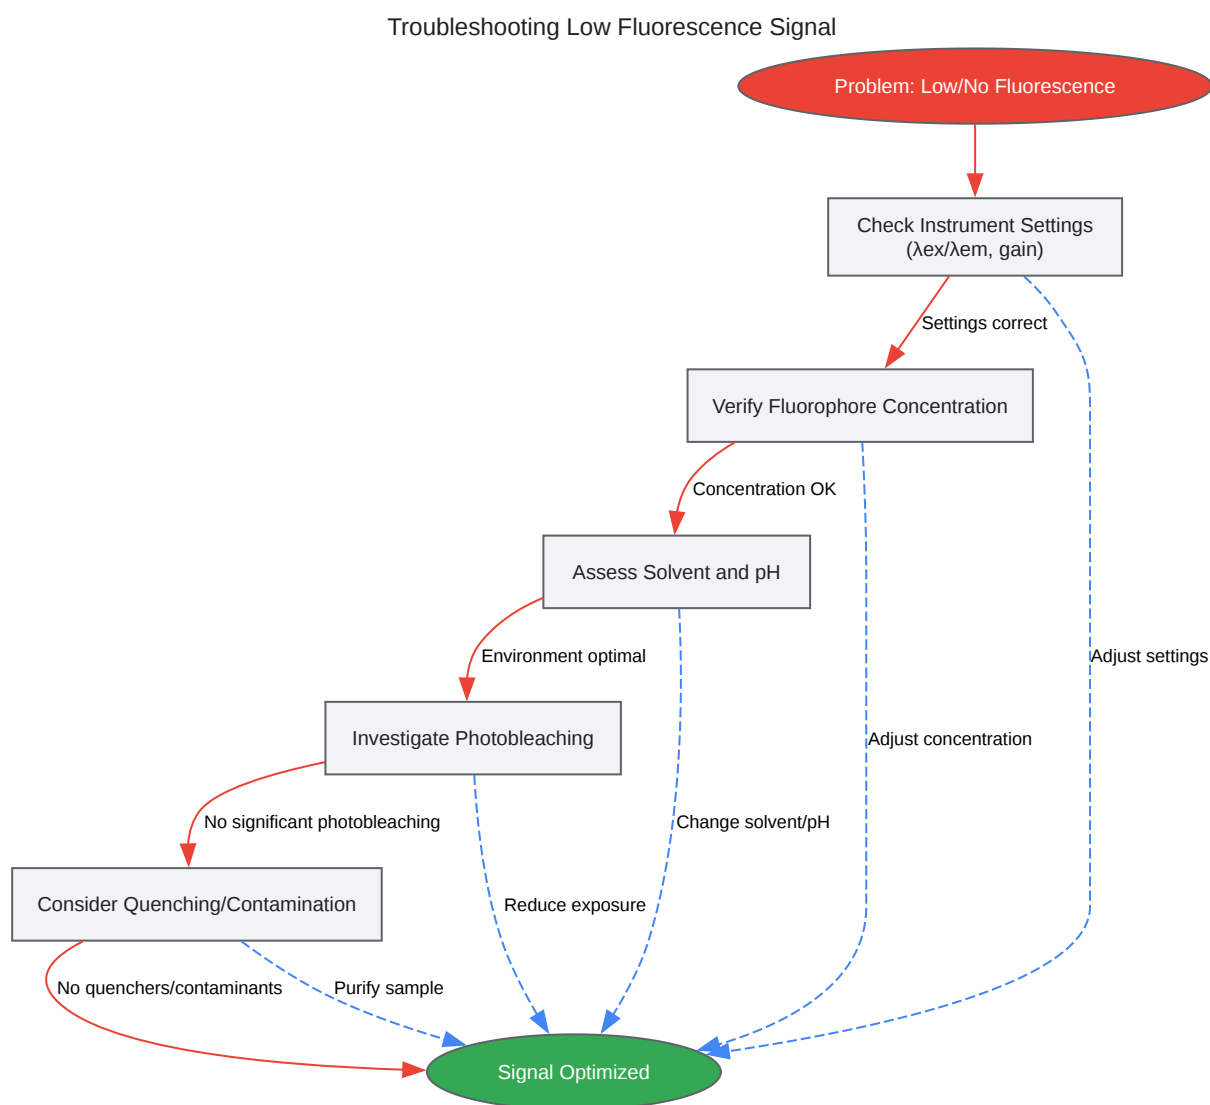 Troubleshooting Low Fluorescence Signal
Problem: Low/No Fluorescence
Check Instrument Settings
(λex/λem, gain)
Settings correct
Verify Fluorophore Concentration
Concentration OK
Assess Solvent and pH
Environment optimal
Adjust settings
Investigate Photobleaching
Adjust concentration
No significant photobleaching
Change solvent/pH
Consider Quenching/Contamination
Reduce exposure
No quenchers/contaminants
Purify sample
Signal Optimized